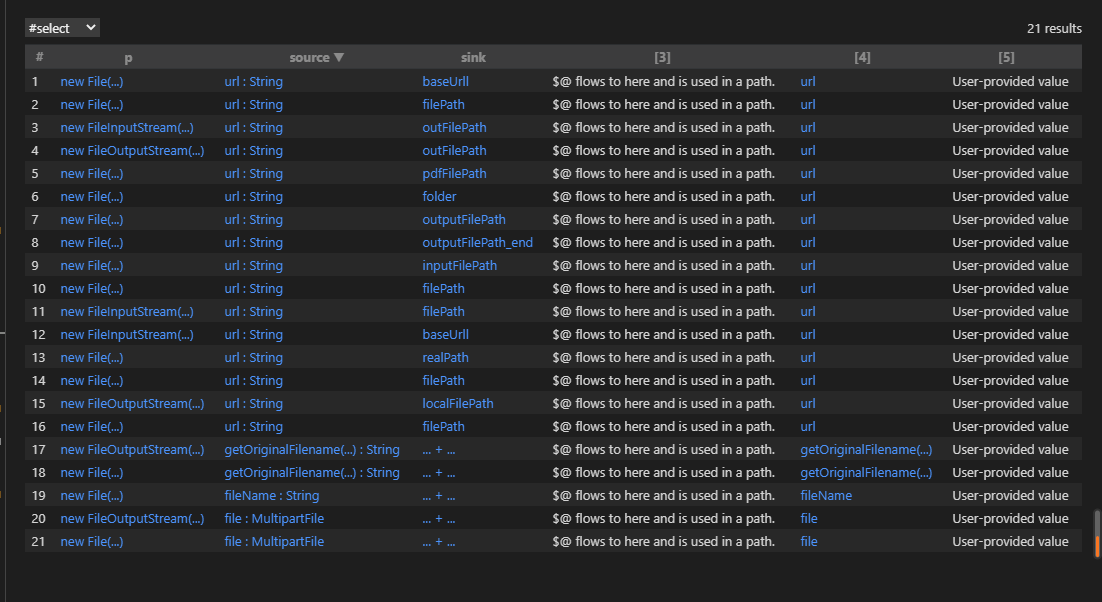 #select 21 results
# p source ▼ sink [3] [4] [5]
1 new File(...) url : String baseUrll $@ flows to here and is used in a path. url User-provided value
2 new File(...) url : String filePath $@ flows to here and is used in a path. url User-provided value
3 new FileInputStream(...) url : String outFilePath $@ flows to here and is used in a path. url User-provided value
4 new FileOutputStream(...) url : String outFilePath $@ flows to here and is used in a path. url User-provided value
5 new File(...) url : String pdfFilePath $@ flows to here and is used in a path. url User-provided value
6 new File(...) url : String folder $@ flows to here and is used in a path. url User-provided value
7 new File(...) url : String outputFilePath $@ flows to here and is used in a path. url User-provided value
8 new File(...) url : String outputFilePath_end $@ flows to here and is used in a path. url User-provided value
9 new File(...) url : String inputFilePath $@ flows to here and is used in a path. url User-provided value
10 new File(...) url : String filePath $@ flows to here and is used in a path. url User-provided value
11 new FileInputStream(...) url : String filePath $@ flows to here and is used in a path. url User-provided value
12 new FileInputStream(...) url : String baseUrll $@ flows to here and is used in a path. url User-provided value
13 new File(...) url : String realPath $@ flows to here and is used in a path. url User-provided value
14 new File(...) url : String filePath $@ flows to here and is used in a path. url User-provided value
15 new FileOutputStream(...) url : String localFilePath $@ flows to here and is used in a path. url User-provided value
16 new File(...) url : String filePath $@ flows to here and is used in a path. url User-provided value
17 new FileOutputStream(...) getOriginalFilename(...) : String ... + ... $@ flows to here and is used in a path. getOriginalFilename(...) User-provided value
18 new File(...) getOriginalFilename(...) : String ... + ... $@ flows to here and is used in a path. getOriginalFilename(...) User-provided value
19 new File(...) fileName : String ... + ... $@ flows to here and is used in a path. fileName User-provided value
20 new FileOutputStream(...) file : MultipartFile ... + ... $@ flows to here and is used in a path. file User-provided value
21 new File(...) file : MultipartFile ... + ... $@ flows to here and is used in a path. file User-provided value